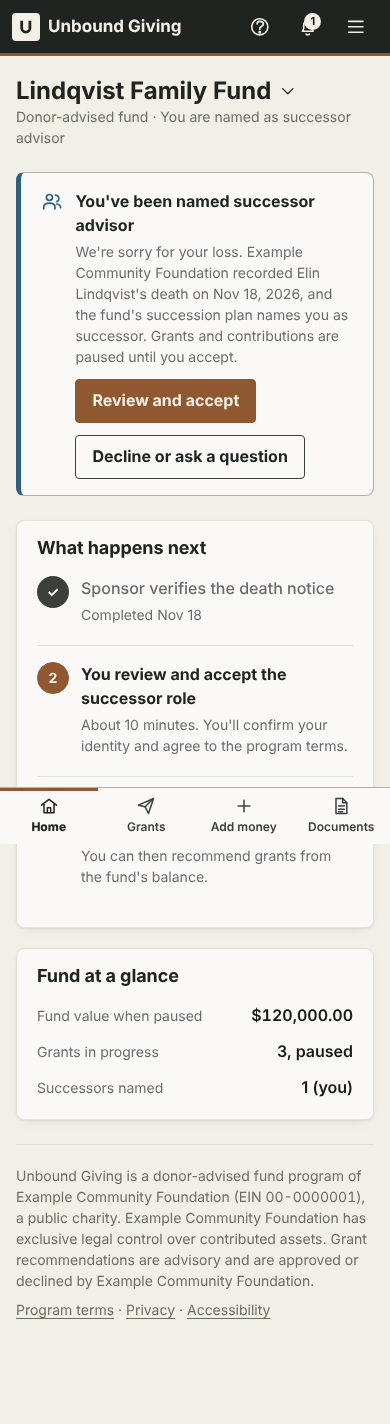 U Unbound Giving 1
Lindqvist Family Fund
Donor-advised fund · You are named as successor
advisor
You've been named successor
advisor
We're sorry for your loss. Example
Community Foundation recorded Elin
Lindqvist's death on Nov 18, 2026, and
the fund's succession plan names you as
successor. Grants and contributions are
paused until you accept.
Review and accept
Decline or ask a question
What happens next
Sponsor verifies the death notice
Completed Nov 18
2 You review and accept the
successor role
About 10 minutes. You'll confirm your
identity and agree to the program terms.
Home Grants Add money Documents
You can then recommend grants from
the fund's balance.
Fund at a glance
Fund value when paused $120,000.00
Grants in progress 3, paused
Successors named 1 (you)
Unbound Giving is a donor-advised fund program of
Example Community Foundation (EIN 00-0000001),
a public charity. Example Community Foundation has
exclusive legal control over contributed assets. Grant
recommendations are advisory and are approved or
declined by Example Community Foundation.
Program terms · Privacy · Accessibility